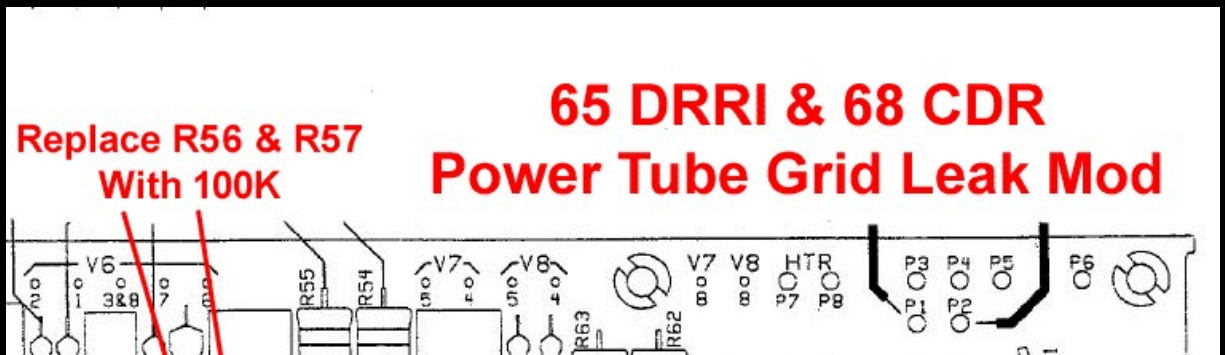 65 DRRI & 68 CDR
Power Tube Grid Leak Mod
Replace R56 & R57
With 100K
V6
2 1 3&8 7 6
R55
R54
V7 V8
5 4 5 4
V7 V8 HTR
8 8 P7 P8
P3 P4 P5 P6
P1 P2
R63
R62